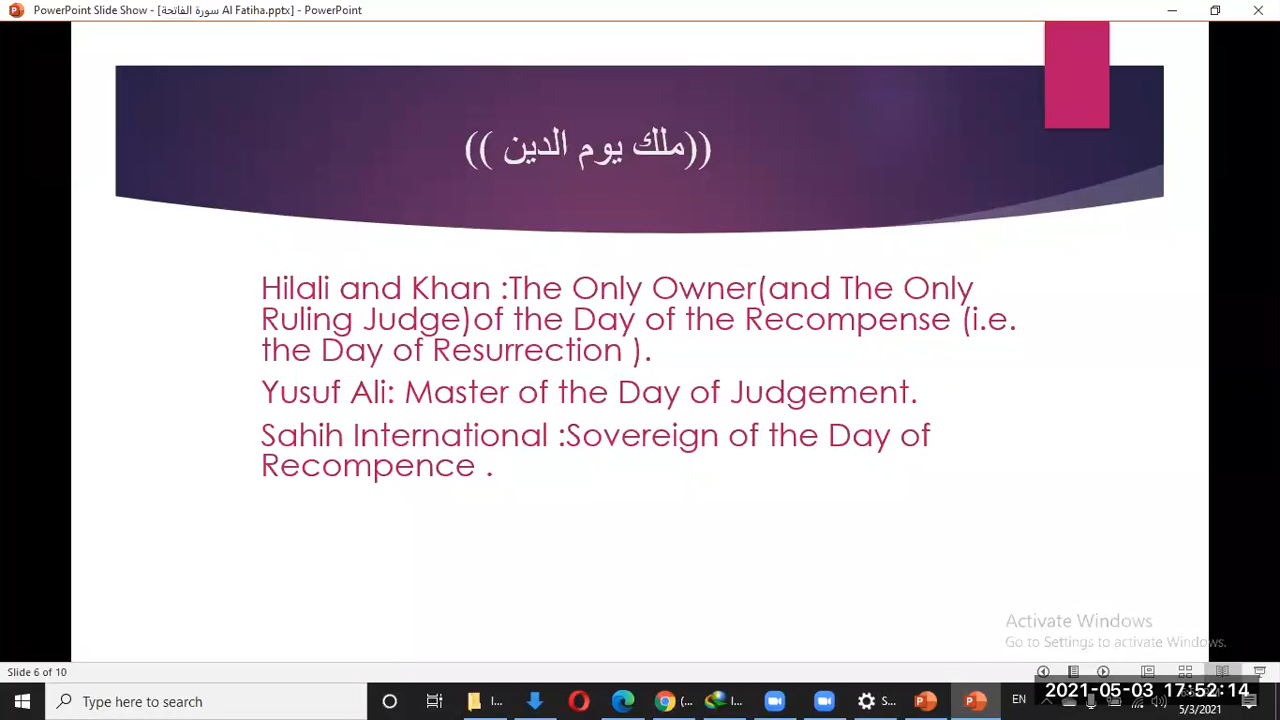 PowerPoint Slide Show - [سورة الفاتحة Al Fatiha.pptx] - PowerPoint
((ملك يوم الدين ))
Hilali and Khan :The Only Owner(and The Only
Ruling Judge)of the Day of the Recompense (i.e.
the Day of Resurrection ).
Yusuf Ali: Master of the Day of Judgement.
Sahih International :Sovereign of the Day of
Recompence .
Activate Windows
Go to Settings to activate Windows.
Slide 6 of 10
Type here to search
I...
(...
I...
S...
EN
2021-05-03 17:52:14
5/3/2021